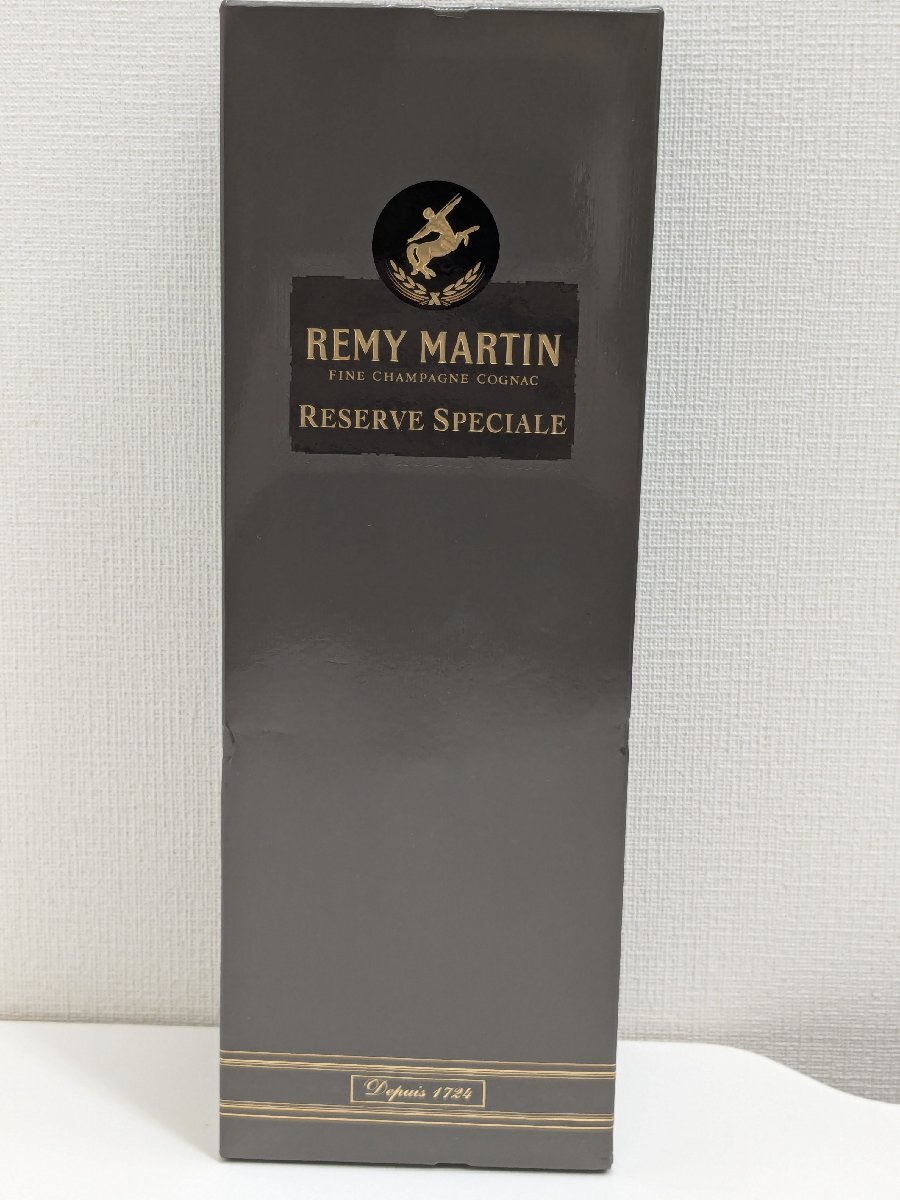 REMY MARTIN
FINE CHAMPAGNE COGNAC
RESERVE SPECIALE
Depuis 1724